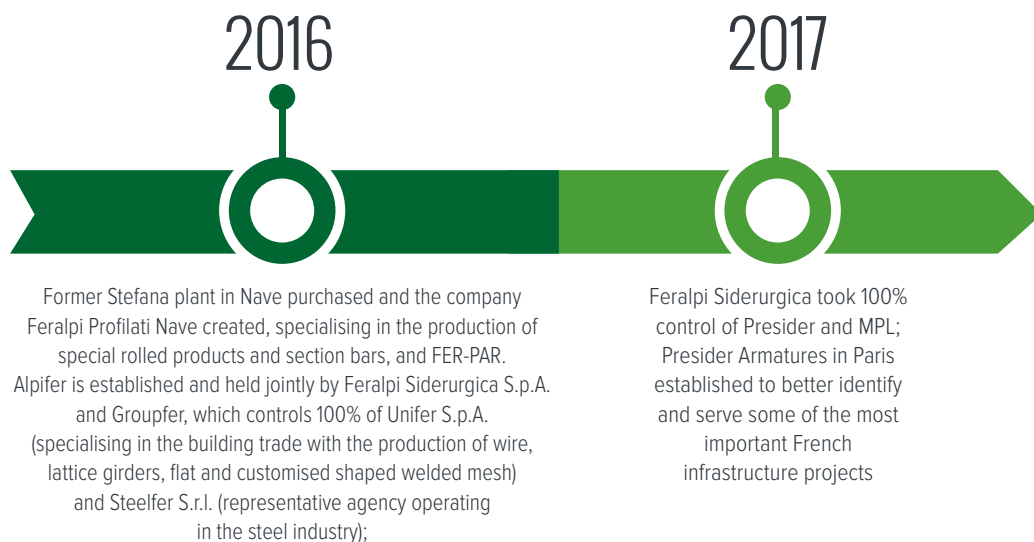 2016
Former Stefana plant in Nave purchased and the company
Feralpi Profilati Nave created, specialising in the production of
special rolled products and section bars, and FER-PAR.
Alpifer is established and held jointly by Feralpi Siderurgica S.p.A.
and Groupfer, which controls 100% of Unifer S.p.A.
(specialising in the building trade with the production of wire,
lattice girders, flat and customised shaped welded mesh)
and Steelfer S.r.l. (representative agency operating
in the steel industry);
2017
Feralpi Siderurgica took 100%
control of Presider and MPL;
Presider Armatures in Paris
established to better identify
and serve some of the most
important French
infrastructure projects